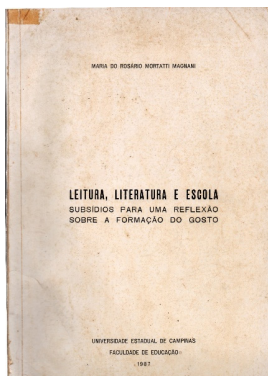 MARIA DO ROSÁRIO MORTATTI MAGNANI
LEITURA, LITERATURA E ESCOLA
SUBSÍDIOS PARA UMA REFLEXÃO
SOBRE A FORMAÇÃO DO GOSTO
UNIVERSIDADE ESTADUAL DE CAMPINAS
FACULDADE DE EDUCAÇÃO
1987